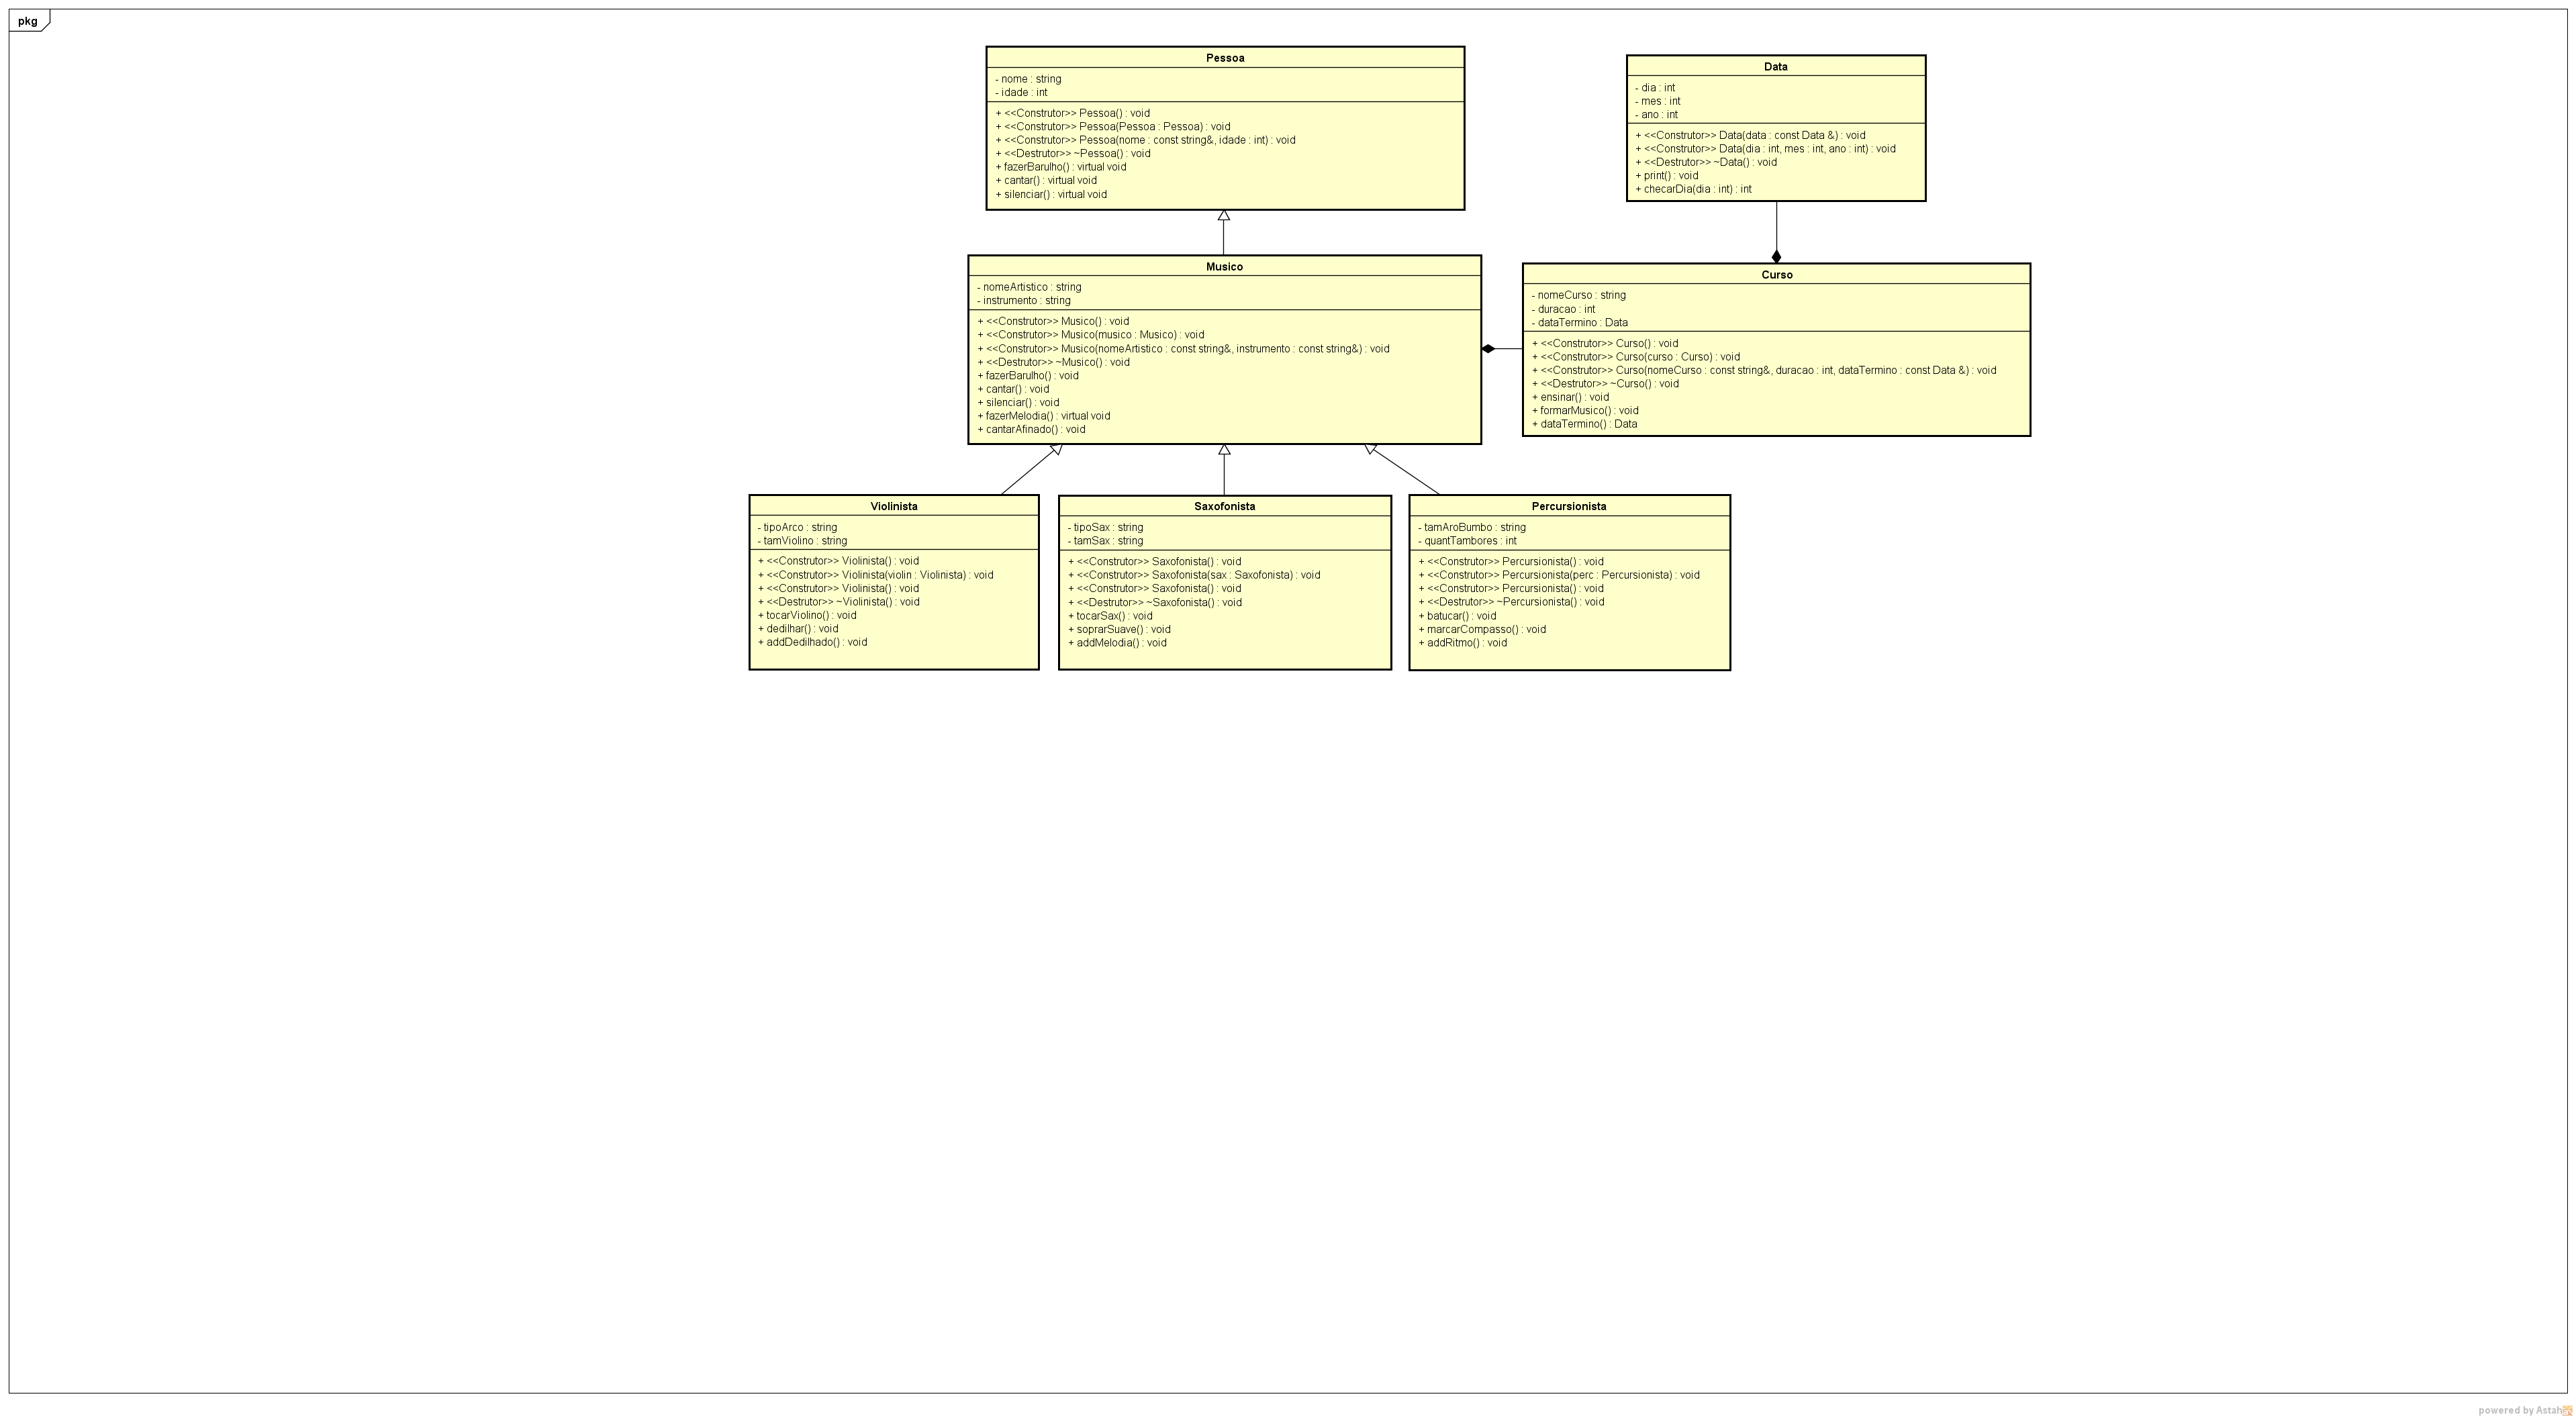 pkg
Pessoa
- nome : string
- idade : int
+ <<Construtor>> Pessoa() : void
+ <<Construtor>> Pessoa(Pessoa : Pessoa) : void
+ <<Construtor>> Pessoa(nome : const string&, idade : int) : void
+ <<Destrutor>> ~Pessoa() : void
+ fazerBarulho() : virtual void
+ cantar() : virtual void
+ silenciar() : virtual void
Data
- dia : int
- mes : int
- ano : int
+ <<Construtor>> Data(data : const Data &) : void
+ <<Construtor>> Data(dia : int, mes : int, ano : int) : void
+ <<Destrutor>> ~Data() : void
+ print() : void
+ checarDia(dia : int) : int
Musico
- nomeArtistico : string
- instrumento : string
+ <<Construtor>> Musico() : void
+ <<Construtor>> Musico(musico : Musico) : void
+ <<Construtor>> Musico(nomeArtistico : const string&, instrumento : const string&) : void
+ <<Destrutor>> ~Musico() : void
+ fazerBarulho() : void
+ cantar() : void
+ silenciar() : void
+ fazerMelodia() : virtual void
+ cantarAfinado() : void
Curso
- nomeCurso : string
- duracao : int
- dataTermino : Data
+ <<Construtor>> Curso() : void
+ <<Construtor>> Curso(curso : Curso) : void
+ <<Construtor>> Curso(nomeCurso : const string&, duracao : int, dataTermino : const Data &) : void
+ <<Destrutor>> ~Curso() : void
+ ensinar() : void
+ formarMusico() : void
+ dataTermino() : Data
Violinista
- tipoArco : string
- tamViolino : string
+ <<Construtor>> Violinista() : void
+ <<Construtor>> Violinista(violin : Violinista) : void
+ <<Construtor>> Violinista() : void
+ <<Destrutor>> ~Violinista() : void
+ tocarViolino() : void
+ dedilhar() : void
+ addDedilhado() : void
Saxofonista
- tipoSax : string
- tamSax : string
+ <<Construtor>> Saxofonista() : void
+ <<Construtor>> Saxofonista(sax : Saxofonista) : void
+ <<Construtor>> Saxofonista() : void
+ <<Destrutor>> ~Saxofonista() : void
+ tocarSax() : void
+ soprarSuave() : void
+ addMelodia() : void
Percursionista
- tamAroBumbo : string
- quantTambores : int
+ <<Construtor>> Percursionista() : void
+ <<Construtor>> Percursionista(perc : Percursionista) : void
+ <<Construtor>> Percursionista() : void
+ <<Destrutor>> ~Percursionista() : void
+ batucar() : void
+ marcarCompasso() : void
+ addRitmo() : void
powered by Astah